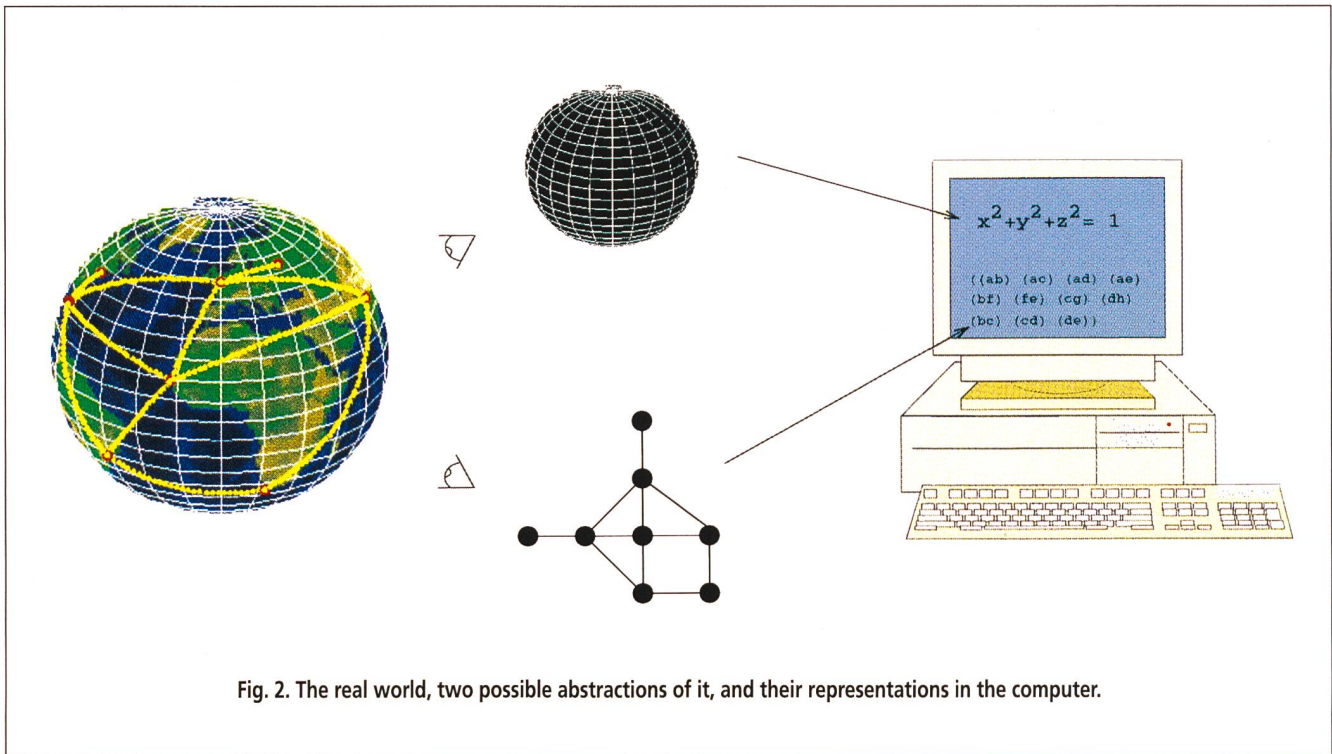 x²+y²+z²= 1
((ab) (ac) (ad) (ae)
(bf) (fe) (cg) (dh)
(bc) (cd) (de))
Fig. 2. The real world, two possible abstractions of it, and their representations in the computer.